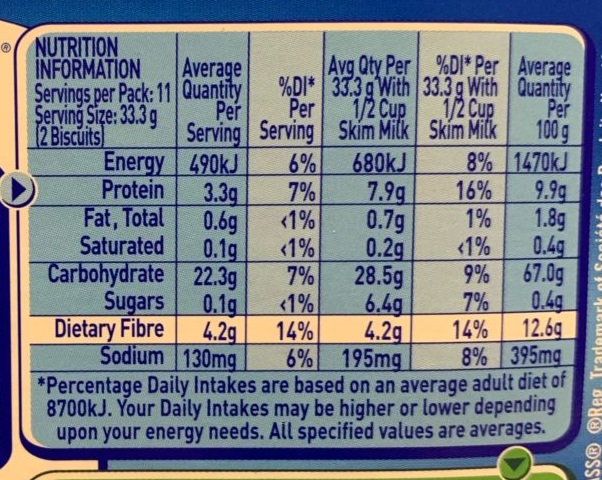 ®
NUTRITION
INFORMATION
Servings per Pack: 11
Serving Size: 33.3 g
(2 Biscuits)
Average
Quantity
Per
Serving
%DI*
Per
Serving
Avg Qty Per
33.3 g With
1/2 Cup
Skim Milk
%DI* Per
33.3 g With
1/2 Cup
Skim Milk
Average
Quantity
Per
100 g
Energy 490kJ 6% 680kJ 8% 1470kJ
Protein 3.3g 7% 7.9g 16% 9.9g
Fat, Total 0.6g <1% 0.7g 1% 1.8g
Saturated 0.1g <1% 0.2g <1% 0.4g
Carbohydrate 22.3g 7% 28.5g 9% 67.0g
Sugars 0.1g <1% 6.4g 7% 0.4g
Dietary Fibre 4.2g 14% 4.2g 14% 12.6g
Sodium 130mg 6% 195mg 8% 395mg
*Percentage Daily Intakes are based on an average adult diet of
8700kJ. Your Daily Intakes may be higher or lower depending
upon your energy needs. All specified values are averages.
®Reg. Trademark of Société des